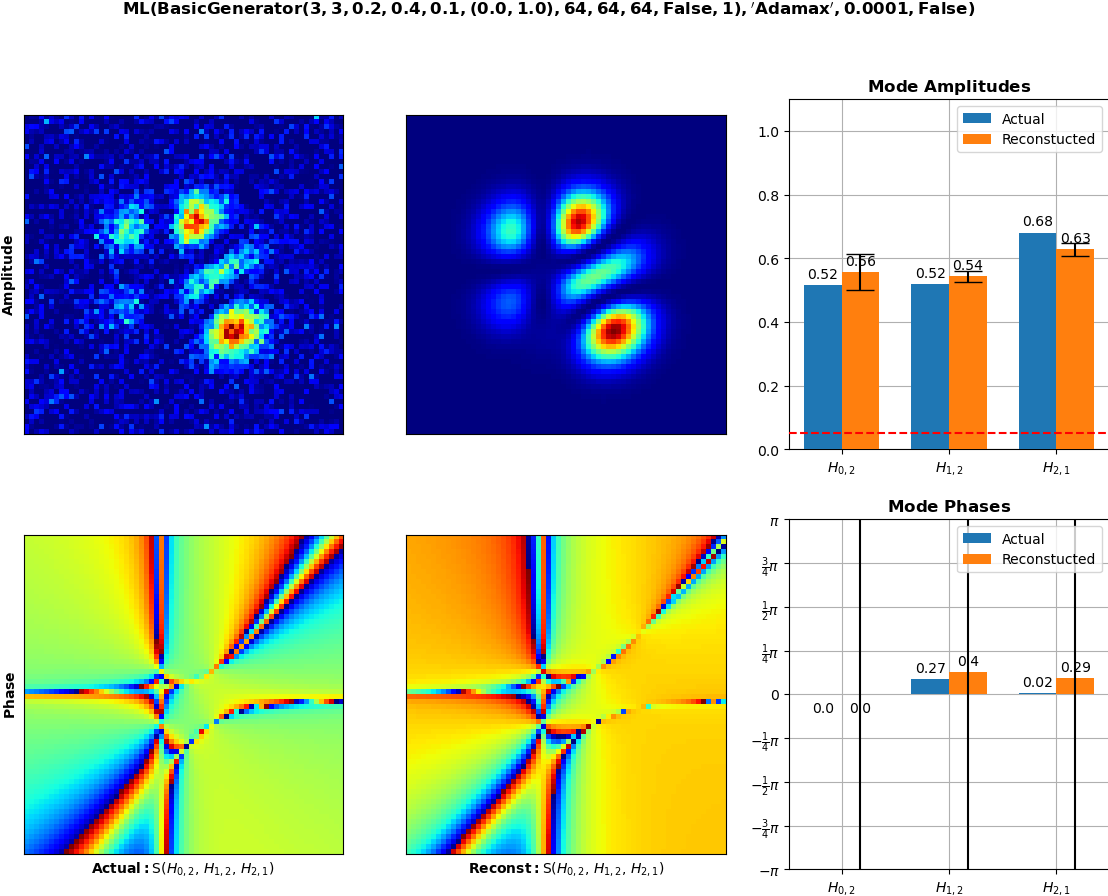 ML(BasicGenerator(3, 3, 0.2, 0.4, 0.1, (0.0, 1.0), 64, 64, 64, False, 1), 'Adamax', 0.0001, False)
Amplitude
Mode Amplitudes
Actual
Reconstucted
1.0
0.8
0.6
0.4
0.2
0.0
0.52
0.56
0.52
0.54
0.68
0.63
H0,2
H1,2
H2,1
Phase
Actual: S(H0,2, H1,2, H2,1)
Reconst: S(H0,2, H1,2, H2,1)
Mode Phases
Actual
Reconstucted
π
3/4π
1/2π
1/4π
0
−1/4π
−1/2π
−3/4π
−π
0.0
0.0
0.27
0.4
0.02
0.29
H0,2
H1,2
H2,1